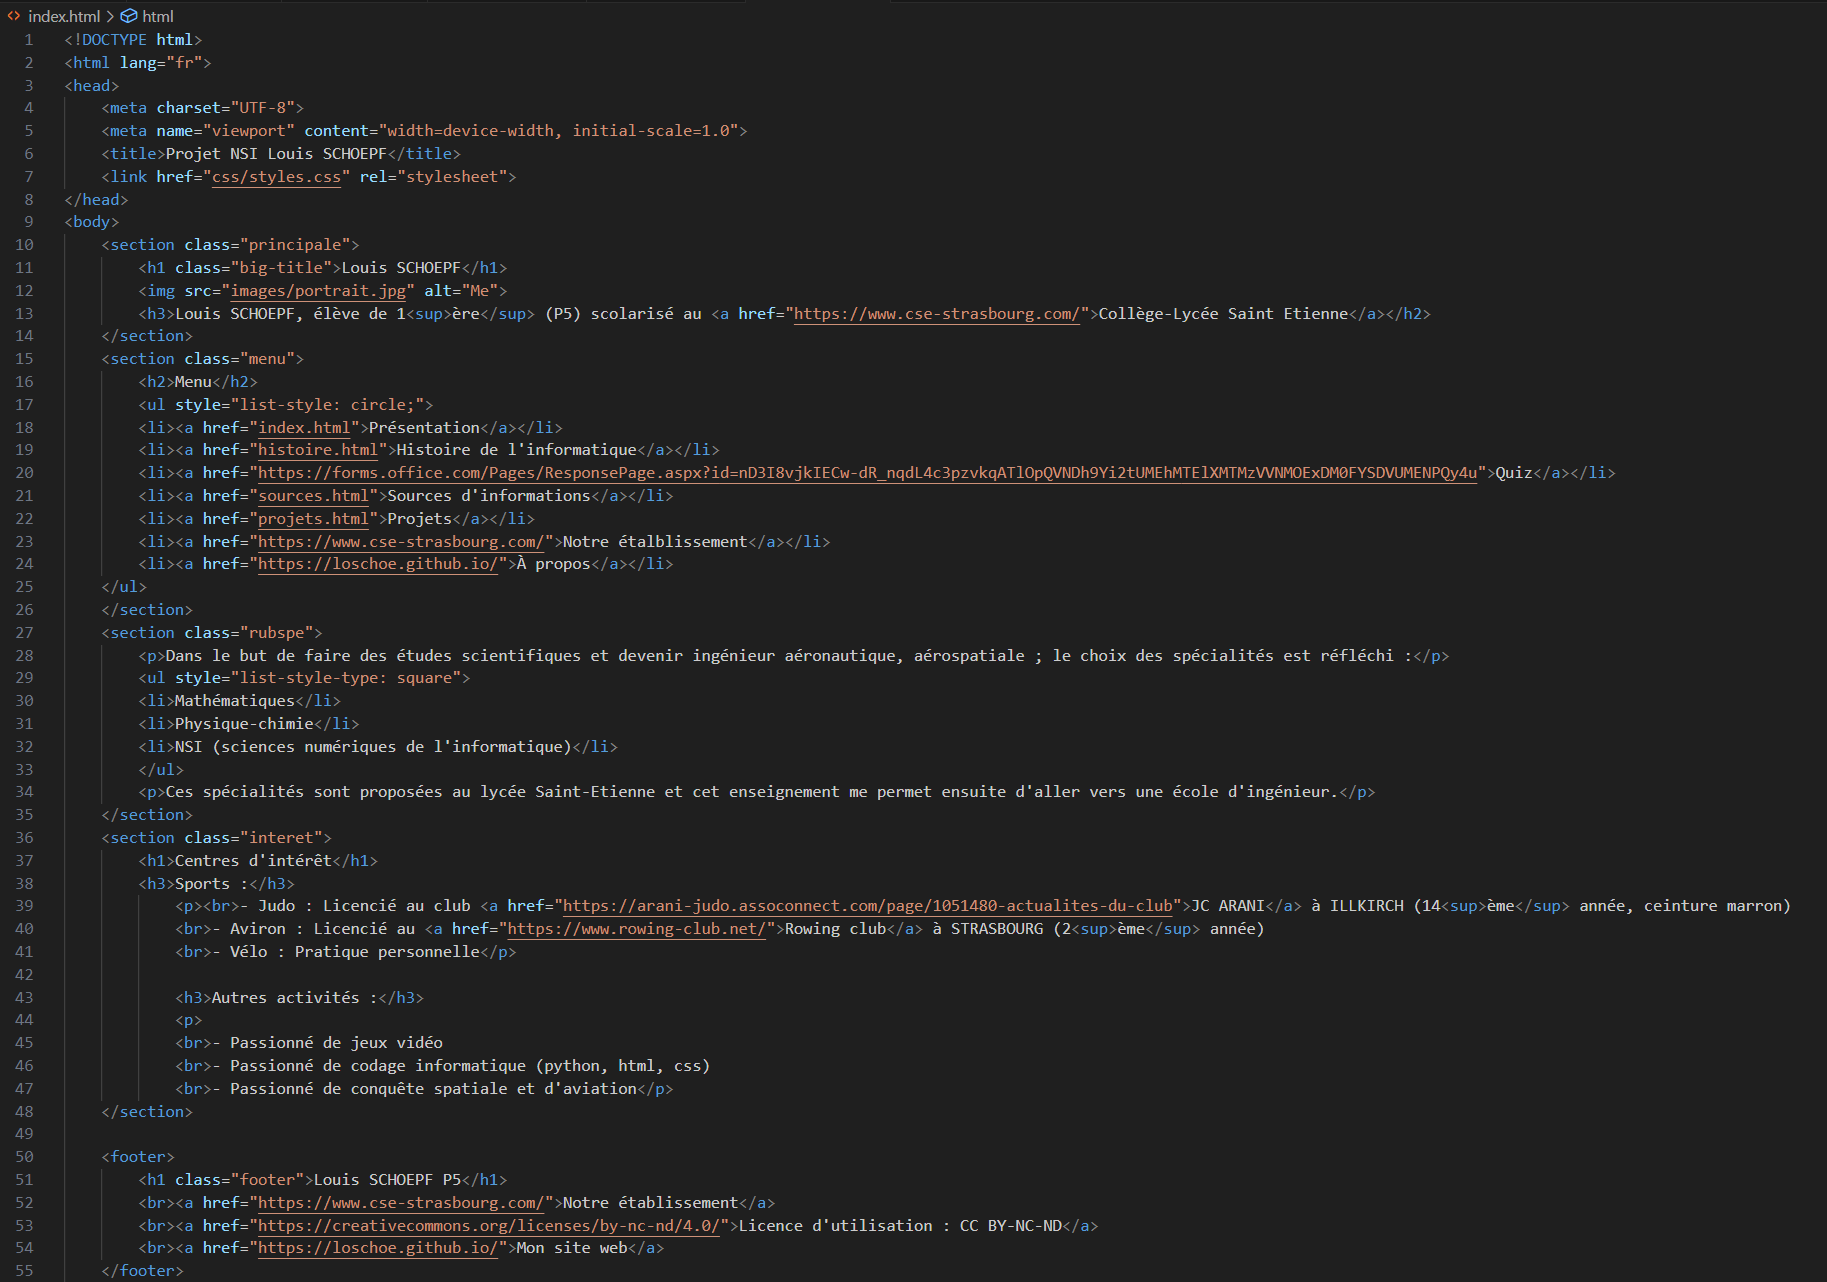 index.html > html
1 <!DOCTYPE html>
2 <html lang="fr">
3 <head>
4 <meta charset="UTF-8">
5 <meta name="viewport" content="width=device-width, initial-scale=1.0">
6 <title>Projet NSI Louis SCHOEPF</title>
7 <link href="css/styles.css" rel="stylesheet">
8 </head>
9 <body>
10 <section class="principale">
11 <h1 class="big-title">Louis SCHOEPF</h1>
12 <img src="images/portrait.jpg" alt="Me">
13 <h3>Louis SCHOEPF, élève de 1<sup>ère</sup> (P5) scolarisé au <a href="https://www.cse-strasbourg.com/">Collège-Lycée Saint Etienne</a></h2>
14 </section>
15 <section class="menu">
16 <h2>Menu</h2>
17 <ul style="list-style: circle;">
18 <li><a href="index.html">Présentation</a></li>
19 <li><a href="histoire.html">Histoire de l'informatique</a></li>
20 <li><a href="https://forms.office.com/Pages/ResponsePage.aspx?id=nD3I8vjkIECw-dR_nqdL4c3pzvkqATlOpQVNDh9Yi2tUMEhMTElXMTMzVVNMOExDM0FYSDVUMENPQy4u">Quiz</a></li>
21 <li><a href="sources.html">Sources d'informations</a></li>
22 <li><a href="projets.html">Projets</a></li>
23 <li><a href="https://www.cse-strasbourg.com/">Notre étalblissement</a></li>
24 <li><a href="https://loschoe.github.io/">À propos</a></li>
25 </ul>
26 </section>
27 <section class="rubspe">
28 <p>Dans le but de faire des études scientifiques et devenir ingénieur aéronautique, aérospatiale ; le choix des spécialités est réfléchi :</p>
29 <ul style="list-style-type: square">
30 <li>Mathématiques</li>
31 <li>Physique-chimie</li>
32 <li>NSI (sciences numériques de l'informatique)</li>
33 </ul>
34 <p>Ces spécialités sont proposées au lycée Saint-Etienne et cet enseignement me permet ensuite d'aller vers une école d'ingénieur.</p>
35 </section>
36 <section class="interet">
37 <h1>Centres d'intérêt</h1>
38 <h3>Sports :</h3>
39 <p><br>- Judo : Licencié au club <a href="https://arani-judo.assoconnect.com/page/1051480-actualites-du-club">JC ARANI</a> à ILLKIRCH (14<sup>ème</sup> année, ceinture marron)
40 <br>- Aviron : Licencié au <a href="https://www.rowing-club.net/">Rowing club</a> à STRASBOURG (2<sup>ème</sup> année)
41 <br>- Vélo : Pratique personnelle</p>
42
43 <h3>Autres activités :</h3>
44 <p>
45 <br>- Passionné de jeux vidéo
46 <br>- Passionné de codage informatique (python, html, css)
47 <br>- Passionné de conquête spatiale et d'aviation</p>
48 </section>
49
50 <footer>
51 <h1 class="footer">Louis SCHOEPF P5</h1>
52 <br><a href="https://www.cse-strasbourg.com/">Notre établissement</a>
53 <br><a href="https://creativecommons.org/licenses/by-nc-nd/4.0/">Licence d'utilisation : CC BY-NC-ND</a>
54 <br><a href="https://loschoe.github.io/">Mon site web</a>
55 </footer>